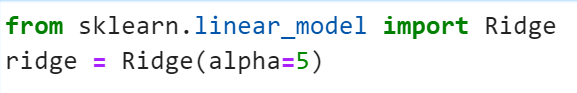 from sklearn.linear_model import Ridge
ridge = Ridge(alpha=5)